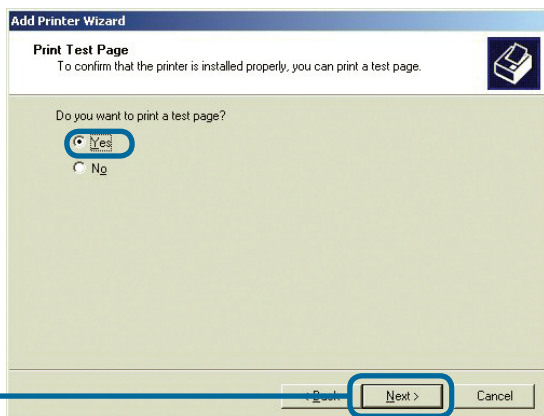 Add Printer Wizard
Print Test Page
To confirm that the printer is installed properly, you can print a test page.
Do you want to print a test page?
Yes
No
< Back Next > Cancel